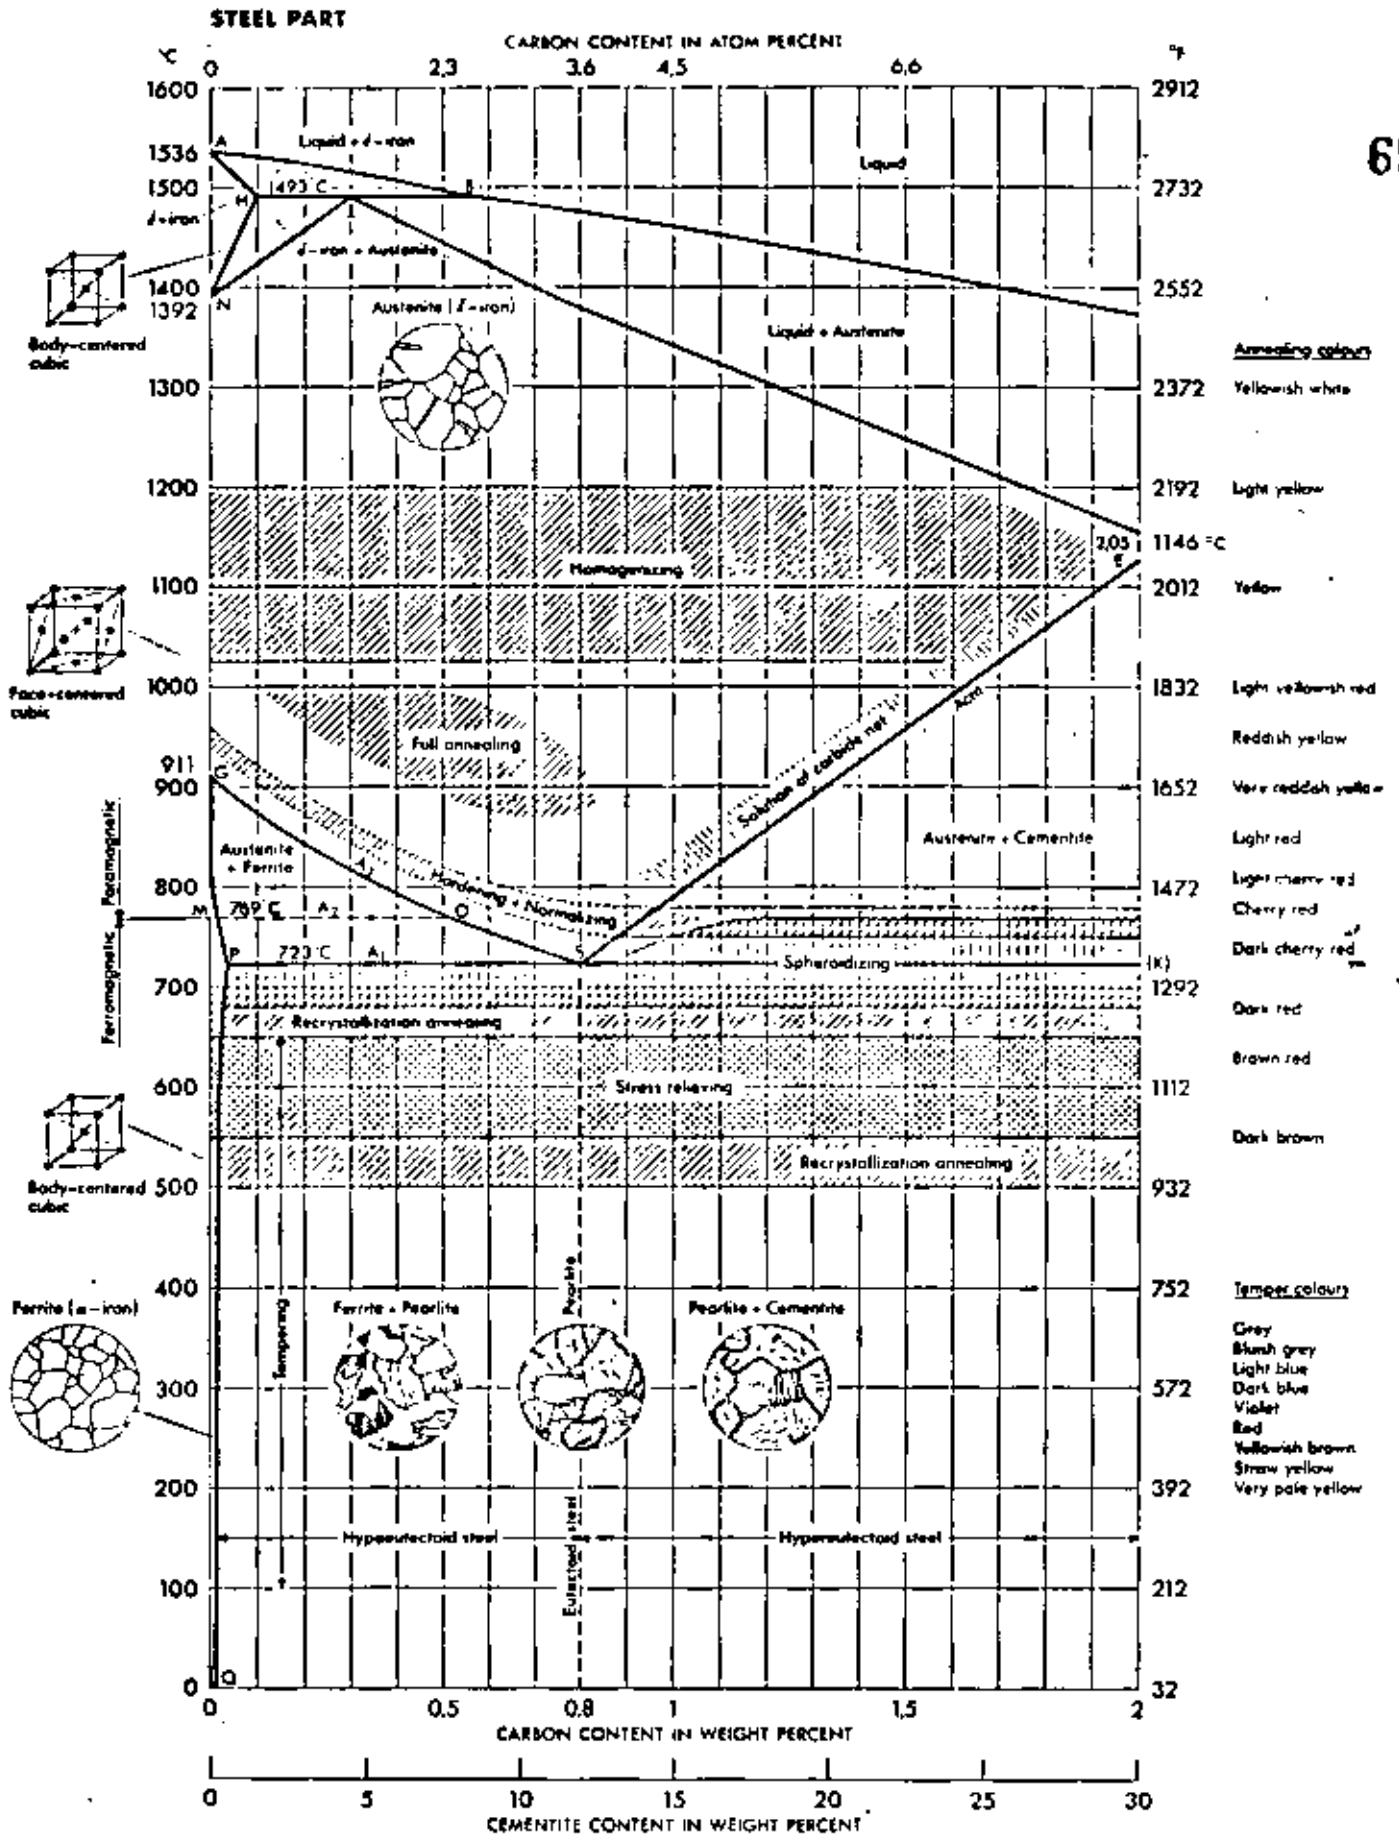 STEEL PART
CARBON CONTENT IN ATOM PERCENT
°C 0 2,3 3.6 4,5 6,6 °F
1600 2912
A
1536 Liquid + δ-iron Liquid
1500 1493 °C B 2732
H I
δ-iron
δ-iron + Austenite
1400 N 2552
1392
Austenite (δ-iron) Liquid + Austenite
Body-centered
cubic
Annealing colours
1300 2372 Yellowish white
1200 2192 Light yellow
2,05 1146 °C
E
Homogenizing
1100 2012 Yellow
Face-centered
cubic
1000 1832 Light yellowish red
Acm
Full annealing Reddish yellow
Solution of carbide net
911
G
900 1652 Very reddish yellow
Paramagnetic
Austenite
+ Ferrite
Austenite + Cementite Light red
A3
800 1472 Light cherry red
Hardening + Normalizing
M 769 °C A2 O Cherry red
Ferromagnetic
P 723 °C A1 S Dark cherry red
Spheroidizing (K)
700 1292
Dark red
Recrystallization annealing
Brown red
600 Stress relieving 1112
Dark brown
Recrystallization annealing
Body-centered
cubic
500 932
Pearlite
400 752 Temper colours
Ferrite (α-iron) Ferrite + Pearlite Pearlite + Cementite
Tempering
Grey
Bluish grey
Light blue
300 572 Dark blue
Violet
Red
Yellowish brown
Straw yellow
200 392 Very pale yellow
Hypoeutectoid steel Hypereutectoid steel
Eutectoid steel
100 212
Q
0 32
0 0.5 0.8 1 1,5 2
CARBON CONTENT IN WEIGHT PERCENT
0 5 10 15 20 25 30
CEMENTITE CONTENT IN WEIGHT PERCENT